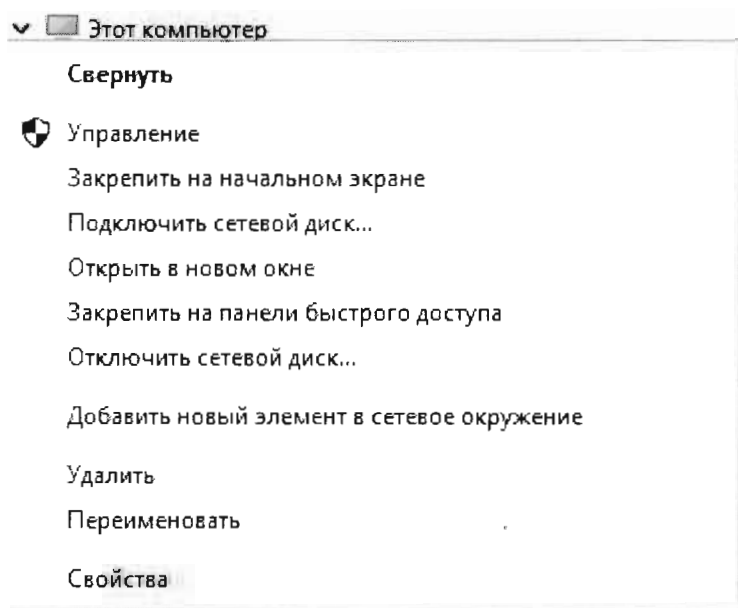 Этот компьютер
Свернуть
Управление
Закрепить на начальном экране
Подключить сетевой диск...
Открыть в новом окне
Закрепить на панели быстрого доступа
Отключить сетевой диск...
Добавить новый элемент в сетевое окружение
Удалить
Переименовать
Свойства